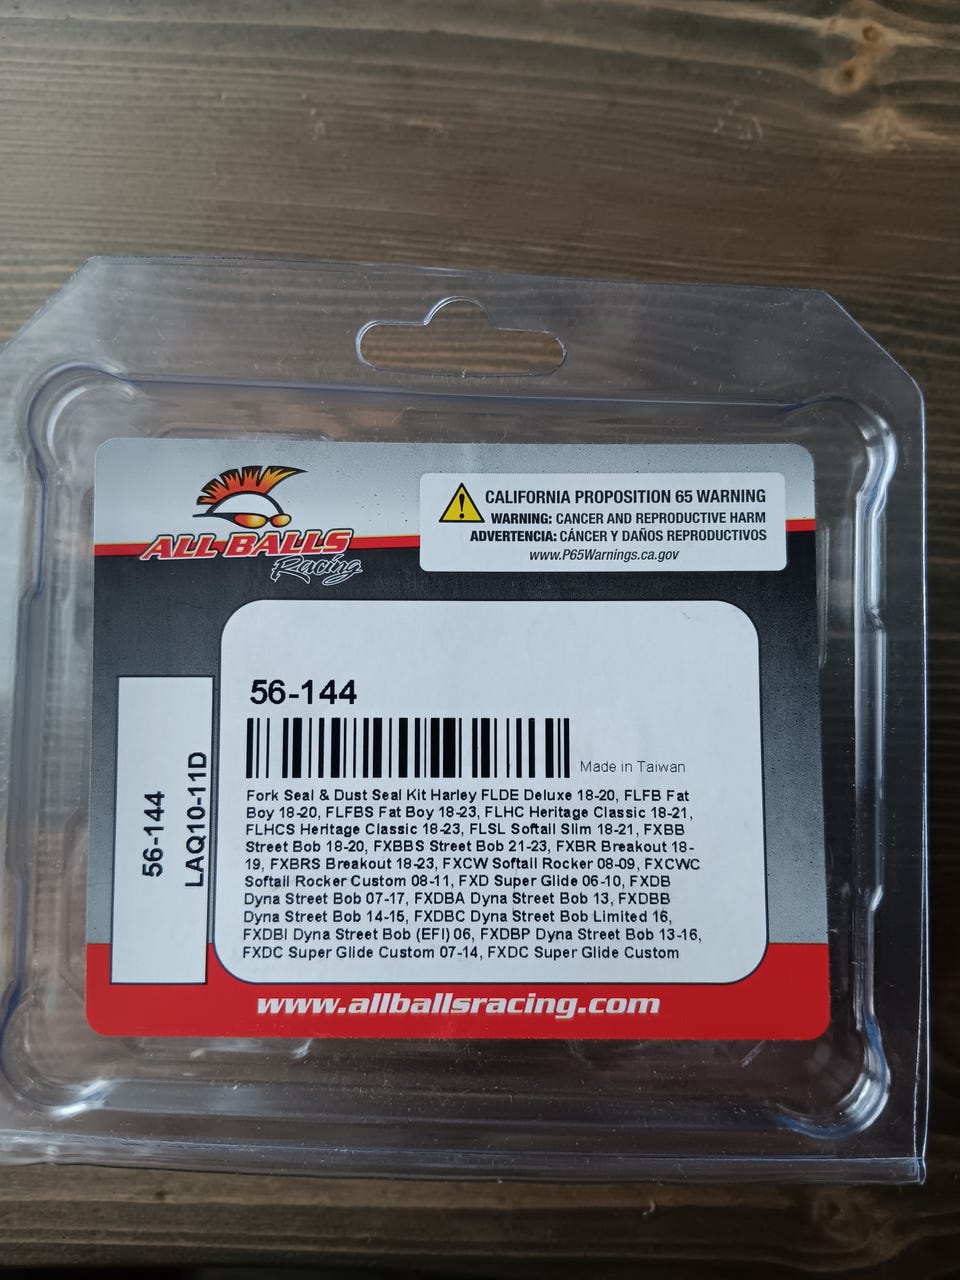 ALL BALLS
Racing
CALIFORNIA PROPOSITION 65 WARNING
WARNING: CANCER AND REPRODUCTIVE HARM
ADVERTENCIA: CÁNCER Y DAÑOS REPRODUCTIVOS
www.P65Warnings.ca.gov
56-144
Made in Taiwan
Fork Seal & Dust Seal Kit Harley FLDE Deluxe 18-20, FLFB Fat
Boy 18-20, FLFBS Fat Boy 18-23, FLHC Heritage Classic 18-21,
FLHCS Heritage Classic 18-23, FLSL Softail Slim 18-21, FXBB
Street Bob 18-20, FXBBS Street Bob 21-23, FXBR Breakout 18-
19, FXBRS Breakout 18-23, FXCW Softail Rocker 08-09, FXCWC
Softail Rocker Custom 08-11, FXD Super Glide 06-10, FXDB
Dyna Street Bob 07-17, FXDBA Dyna Street Bob 13, FXDBB
Dyna Street Bob 14-15, FXDBC Dyna Street Bob Limited 16,
FXDBI Dyna Street Bob (EFI) 06, FXDBP Dyna Street Bob 13-16,
FXDC Super Glide Custom 07-14, FXDC Super Glide Custom
56-144
LAQ10-11D
www.allballsracing.com